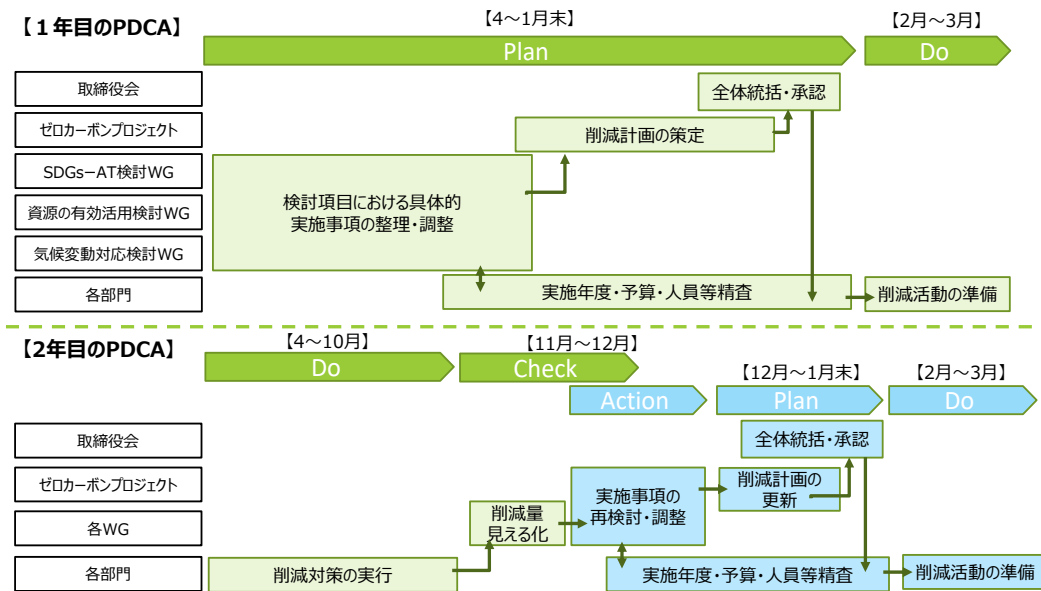 【１年目のPDCA】
【4～1月末】
【2月～3月】
Plan
Do
取締役会
全体統括・承認
ゼロカーボンプロジェクト
削減計画の策定
SDGs－AT検討WG
資源の有効活用検討WG
気候変動対応検討WG
検討項目における具体的
実施事項の整理・調整
各部門
実施年度・予算・人員等精査
削減活動の準備
【2年目のPDCA】
【4～10月】
【11月～12月】
【12月～1月末】
【2月～3月】
Do
Check
Action
Plan
Do
取締役会
全体統括・承認
ゼロカーボンプロジェクト
削減計画の
更新
実施事項の
再検討・調整
各WG
削減量
見える化
各部門
削減対策の実行
実施年度・予算・人員等精査
削減活動の準備